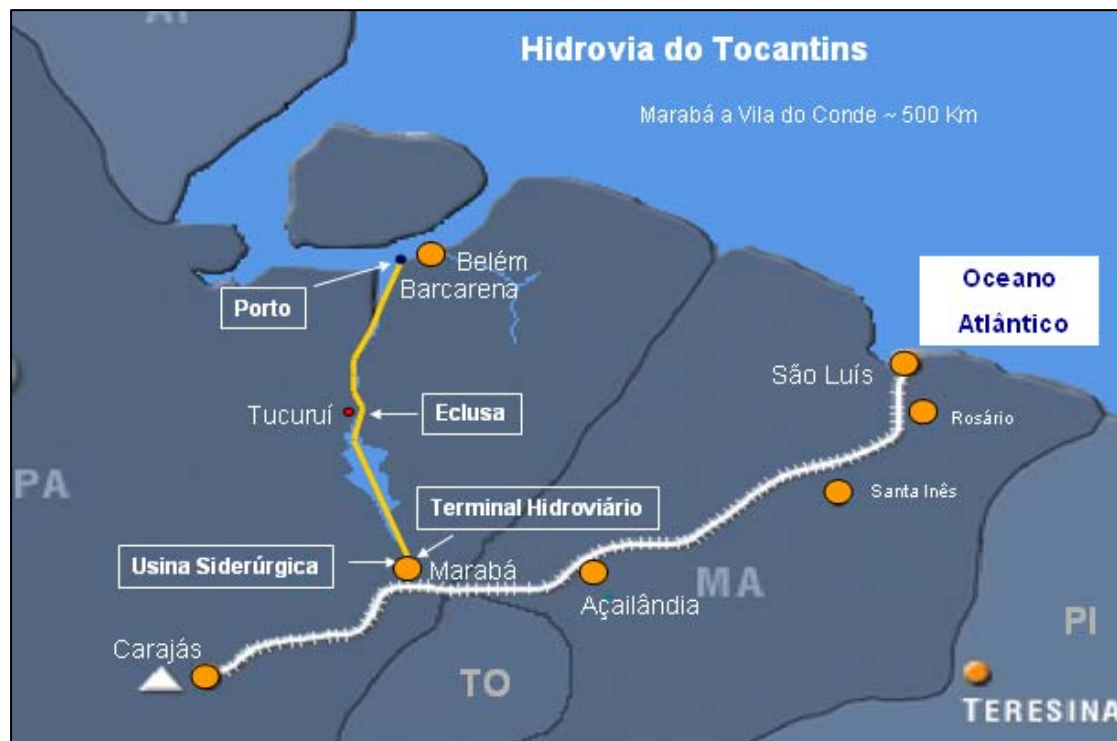 Hidrovia do Tocantins
Marabá a Vila do Conde ~ 500 Km
Belém
Barcarena
Porto
Oceano
Atlântico
São Luís
Tucuruí
Eclusa
Rosário
PA
Santa Inês
Terminal Hidroviário
Usina Siderúrgica
Marabá
MA
Açailândia
PI
Carajás
TO
TERESINA